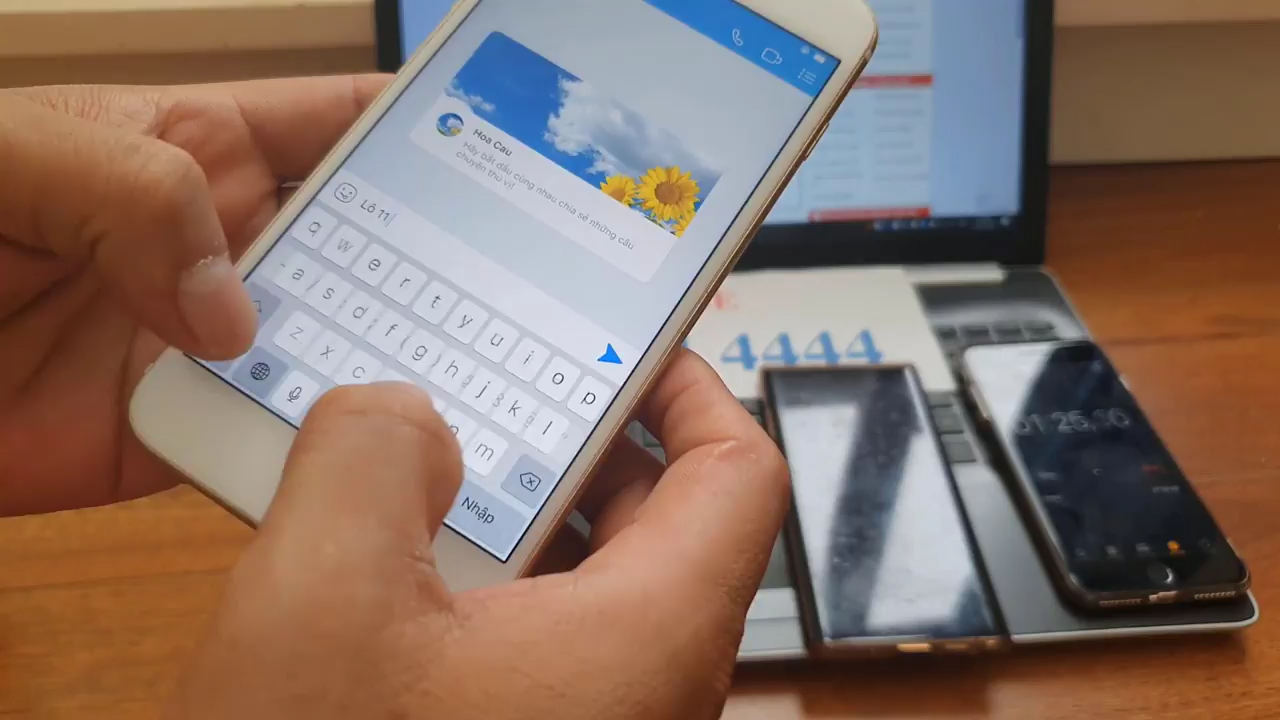 Hoa Cau
Hãy bắt đầu cùng nhau chia sẻ những câu
chuyện thú vị!
Lô 11
q w e r t y u i o p
a s d f g h j k l
z x c n m
Nhập
4444